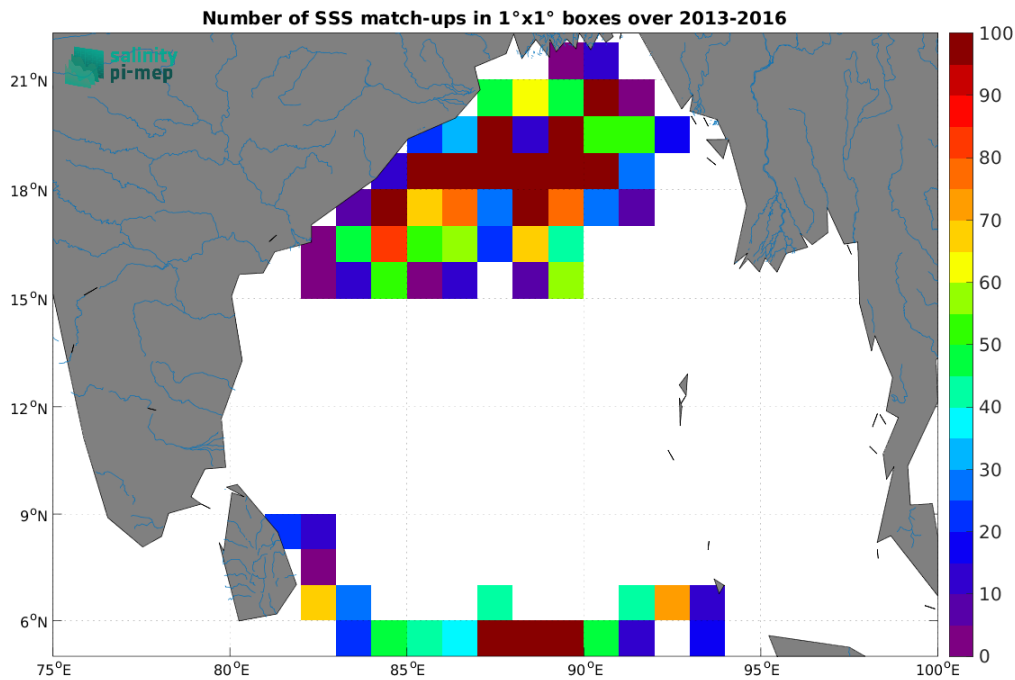 Number of SSS match-ups in 1°x1° boxes over 2013-2016
salinity
pi-mep
21°N
18°N
15°N
12°N
9°N
6°N
75°E 80°E 85°E 90°E 95°E 100°E
100
90
80
70
60
50
40
30
20
10
0